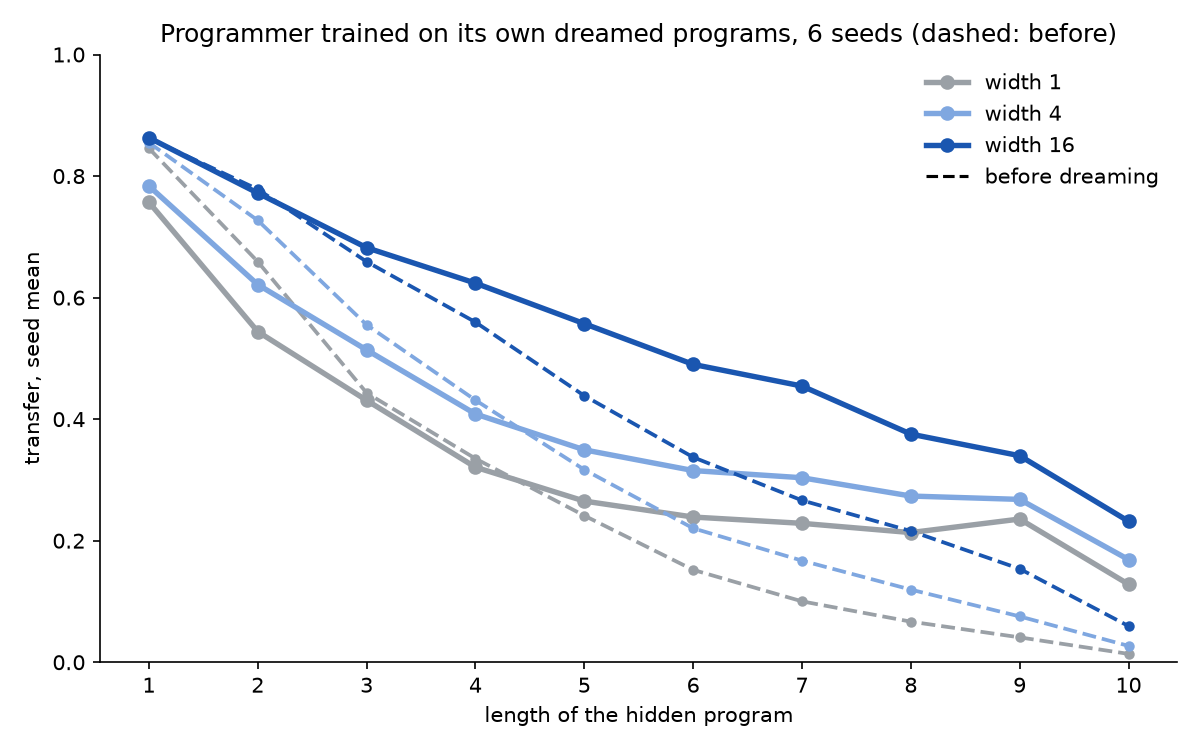 Programmer trained on its own dreamed programs, 6 seeds (dashed: before)
width 1
width 4
width 16
before dreaming
transfer, seed mean
1.0
0.8
0.6
0.4
0.2
0.0
1 2 3 4 5 6 7 8 9 10
length of the hidden program